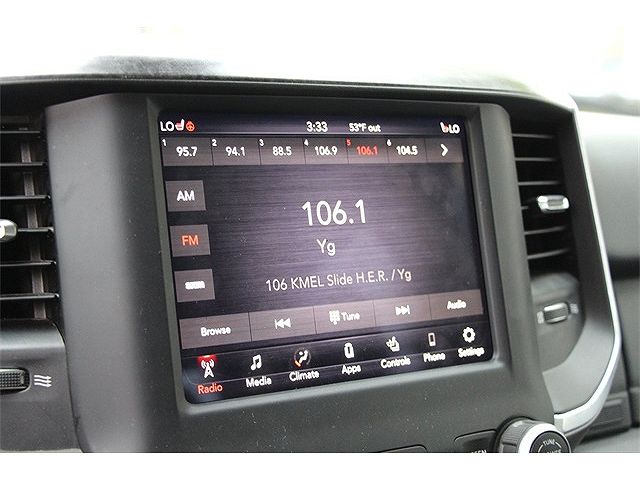 LO 3:33 53°F out LO
1 95.7 2 94.1 3 88.5 4 106.9 5 106.1 6 104.5
AM
106.1
FM
Yg
106 KMEL Slide H.E.R. / Yg
Browse Tune Audio
Radio Media Climate Apps Controls Phone Settings
TUNE